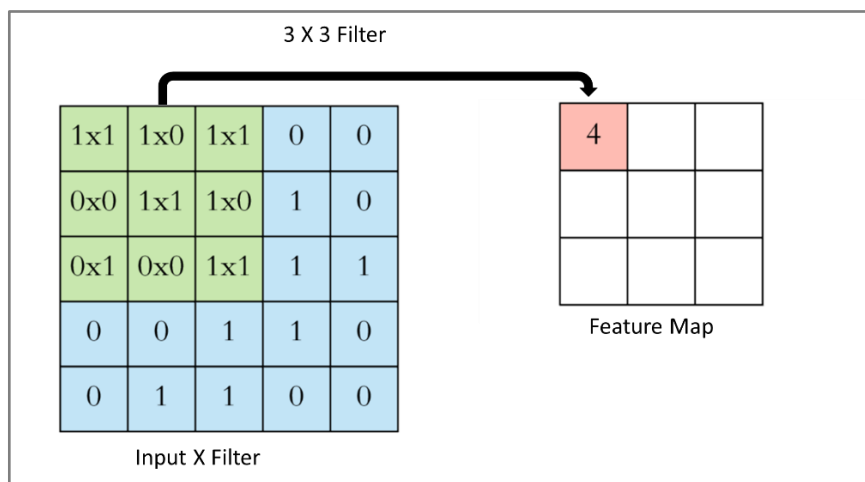 3 X 3 Filter
1x1 1x0 1x1 0 0
4
0x0 1x1 1x0 1 0
0x1 0x0 1x1 1 1
0 0 1 1 0
Feature Map
0 1 1 0 0
Input X Filter